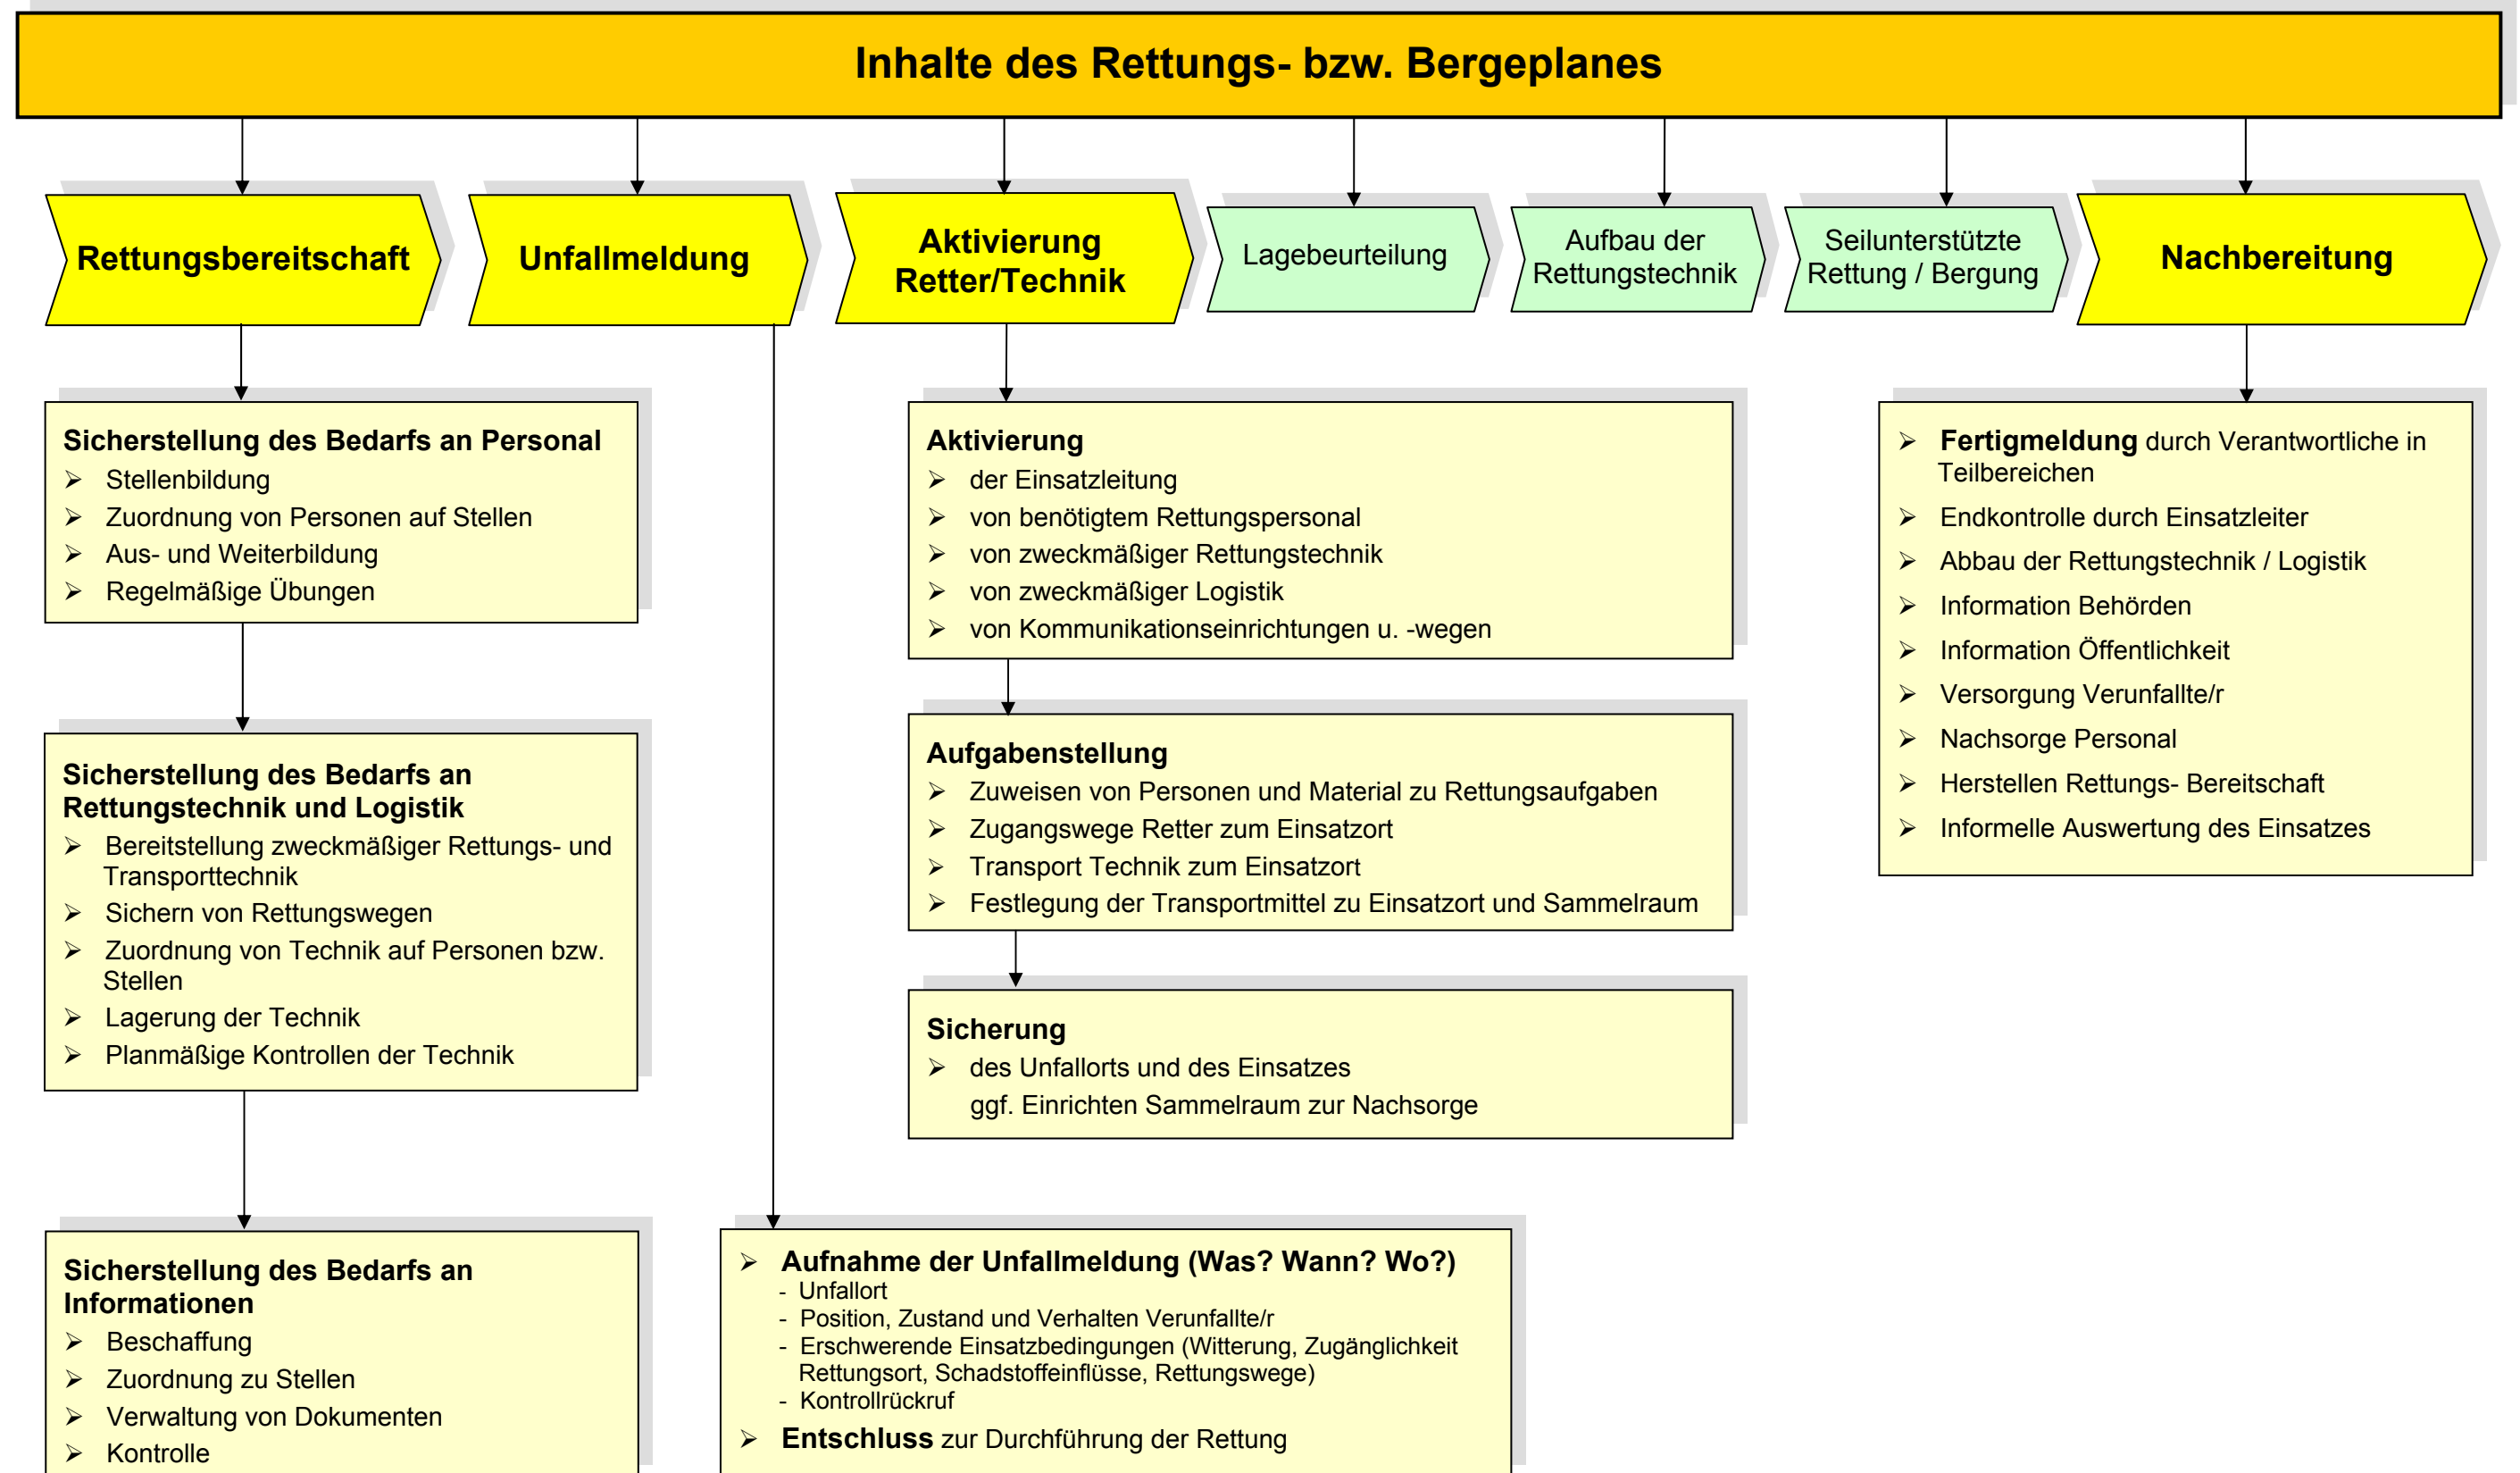 Inhalte des Rettungs- bzw. Bergeplanes
Rettungsbereitschaft
Unfallmeldung
Aktivierung
Retter/Technik
Lagebeurteilung
Aufbau der
Rettungstechnik
Seilunterstützte
Rettung / Bergung
Nachbereitung
Sicherstellung des Bedarfs an Personal
➢ Stellenbildung
➢ Zuordnung von Personen auf Stellen
➢ Aus- und Weiterbildung
➢ Regelmäßige Übungen
Sicherstellung des Bedarfs an
Rettungstechnik und Logistik
➢ Bereitstellung zweckmäßiger Rettungs- und
Transporttechnik
➢ Sichern von Rettungswegen
➢ Zuordnung von Technik auf Personen bzw.
Stellen
➢ Lagerung der Technik
➢ Planmäßige Kontrollen der Technik
Sicherstellung des Bedarfs an
Informationen
➢ Beschaffung
➢ Zuordnung zu Stellen
➢ Verwaltung von Dokumenten
➢ Kontrolle
➢ Aufnahme der Unfallmeldung (Was? Wann? Wo?)
- Unfallort
- Position, Zustand und Verhalten Verunfallte/r
- Erschwerende Einsatzbedingungen (Witterung, Zugänglichkeit
Rettungsort, Schadstoffeinflüsse, Rettungswege)
- Kontrollrückruf
➢ Entschluss zur Durchführung der Rettung
Aktivierung
➢ der Einsatzleitung
➢ von benötigtem Rettungspersonal
➢ von zweckmäßiger Rettungstechnik
➢ von zweckmäßiger Logistik
➢ von Kommunikationseinrichtungen u. -wegen
Aufgabenstellung
➢ Zuweisen von Personen und Material zu Rettungsaufgaben
➢ Zugangswege Retter zum Einsatzort
➢ Transport Technik zum Einsatzort
➢ Festlegung der Transportmittel zu Einsatzort und Sammelraum
Sicherung
➢ des Unfallorts und des Einsatzes
ggf. Einrichten Sammelraum zur Nachsorge
➢ Fertigmeldung durch Verantwortliche in
Teilbereichen
➢ Endkontrolle durch Einsatzleiter
➢ Abbau der Rettungstechnik / Logistik
➢ Information Behörden
➢ Information Öffentlichkeit
➢ Versorgung Verunfallte/r
➢ Nachsorge Personal
➢ Herstellen Rettungs- Bereitschaft
➢ Informelle Auswertung des Einsatzes